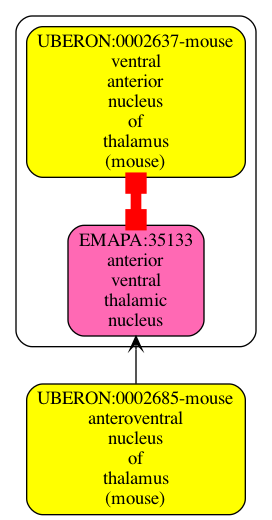 UBERON:0002637-mouse
ventral
anterior
nucleus
of
thalamus
(mouse)
EMAPA:35133
anterior
ventral
thalamic
nucleus
UBERON:0002685-mouse
anteroventral
nucleus
of
thalamus
(mouse)